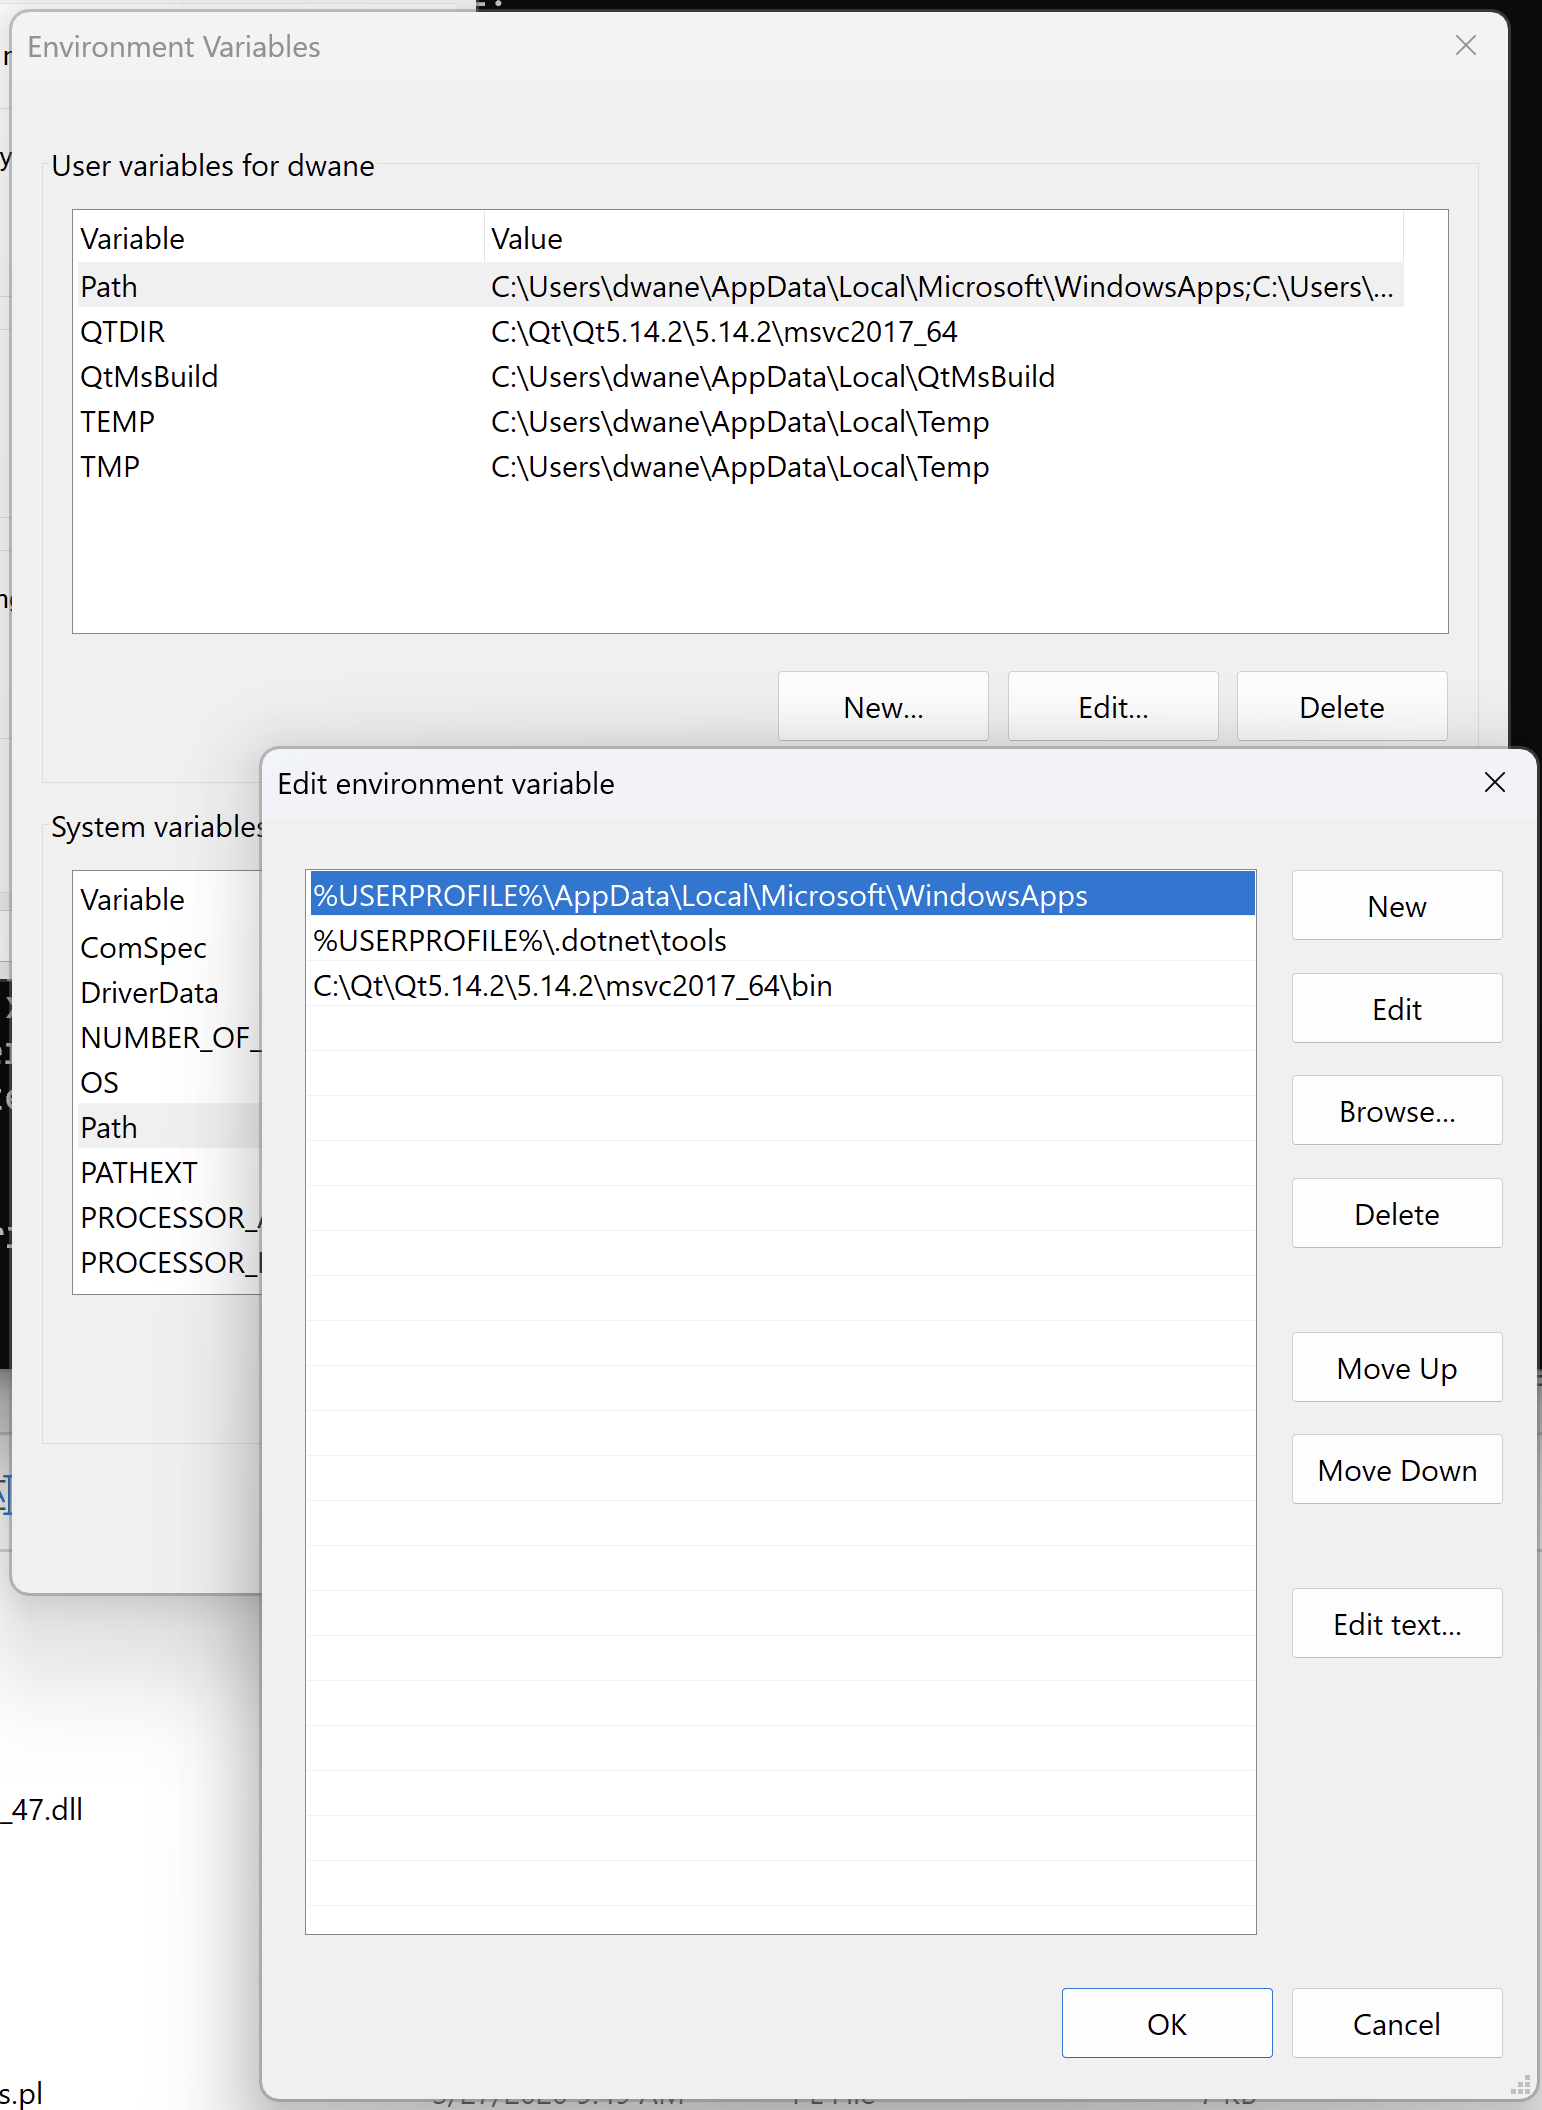 Environment Variables
User variables for dwane
Variable Value
Path C:\Users\dwane\AppData\Local\Microsoft\WindowsApps;C:\Users\...
QTDIR C:\Qt\Qt5.14.2\5.14.2\msvc2017_64
QtMsBuild C:\Users\dwane\AppData\Local\QtMsBuild
TEMP C:\Users\dwane\AppData\Local\Temp
TMP C:\Users\dwane\AppData\Local\Temp
New... Edit... Delete
System variables
Variable
ComSpec
DriverData
NUMBER_OF_
OS
Path
PATHEXT
PROCESSOR_
PROCESSOR_
Edit environment variable
%USERPROFILE%\AppData\Local\Microsoft\WindowsApps
%USERPROFILE%\.dotnet\tools
C:\Qt\Qt5.14.2\5.14.2\msvc2017_64\bin
New
Edit
Browse...
Delete
Move Up
Move Down
Edit text...
OK Cancel
_47.dll
s.pl